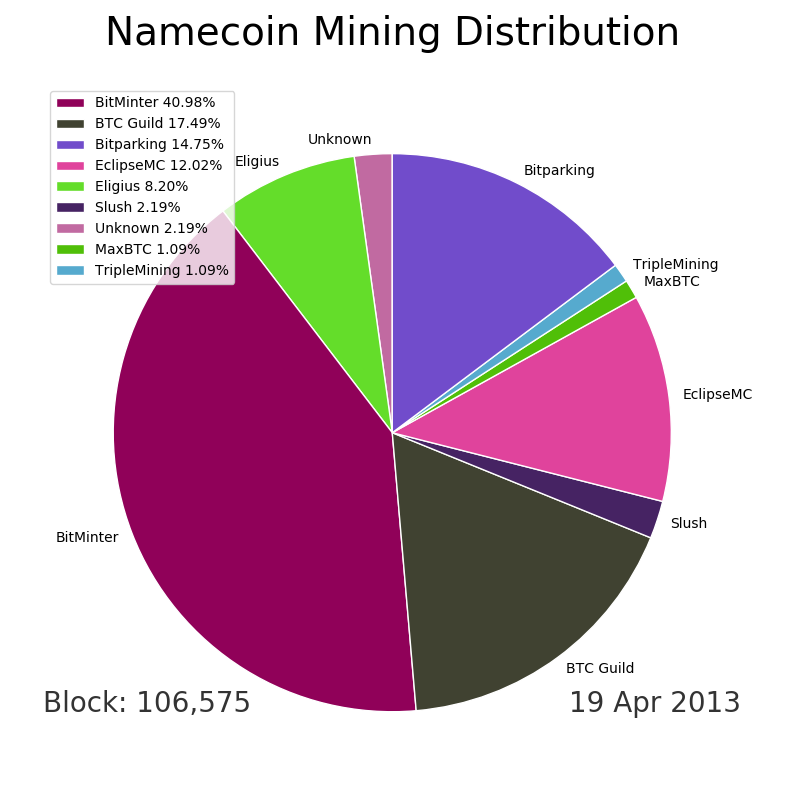 Namecoin Mining Distribution
BitMinter 40.98%
BTC Guild 17.49%
Bitparking 14.75%
EclipseMC 12.02%
Eligius 8.20%
Slush 2.19%
Unknown 2.19%
MaxBTC 1.09%
TripleMining 1.09%
Unknown
Eligius
Bitparking
TripleMining
MaxBTC
EclipseMC
Slush
BitMinter
BTC Guild
Block: 106,575
19 Apr 2013